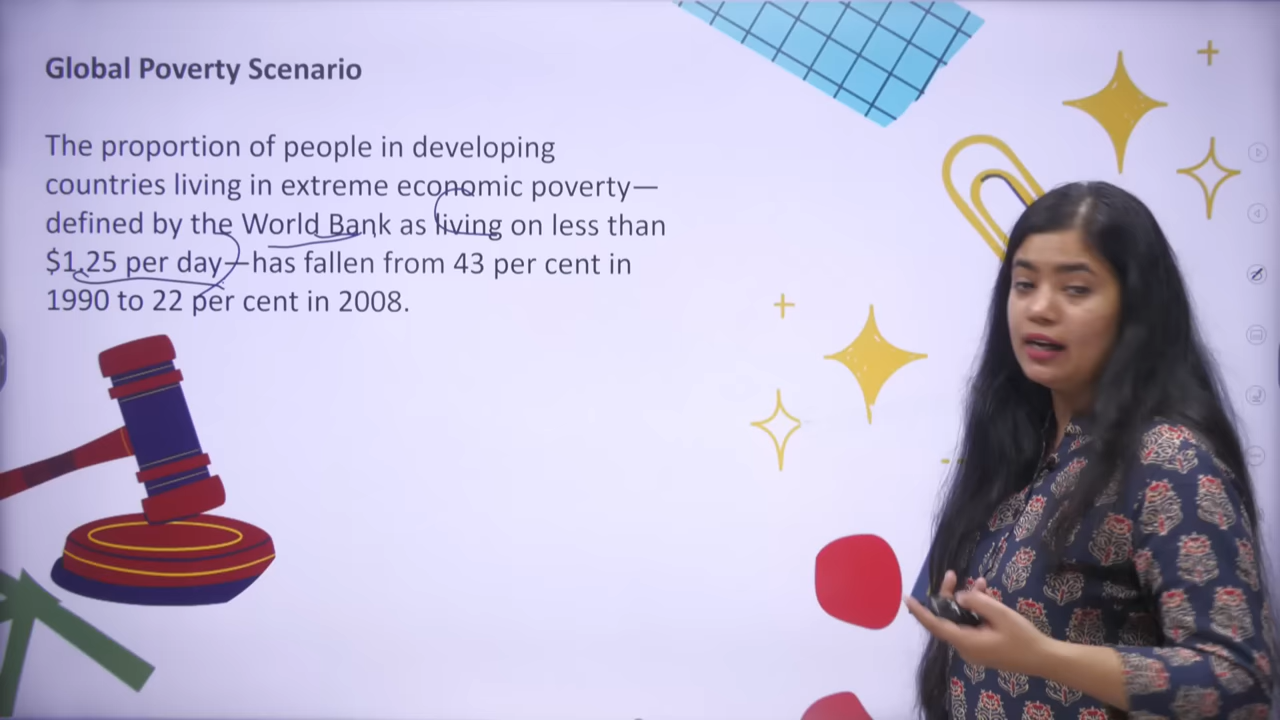 Global Poverty Scenario
The proportion of people in developing
countries living in extreme economic poverty—
defined by the World Bank as living on less than
$1.25 per day—has fallen from 43 per cent in
1990 to 22 per cent in 2008.